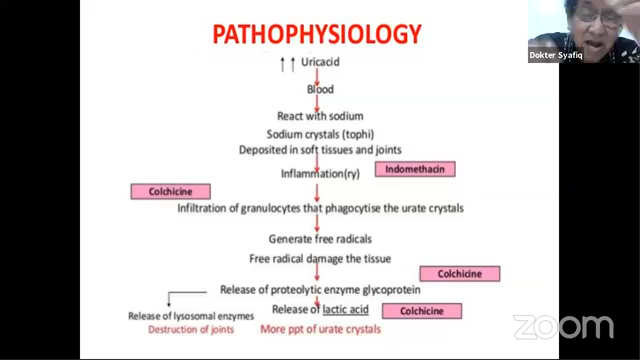 PATHOPHYSIOLOGY
Dokter Syafiq
↑ ↑ Uricacid
Blood
React with sodium
Sodium crystals (tophi)
Deposited in soft tissues and joints
Indomethacin
Inflammation(ry)
Colchicine
Infiltration of granulocytes that phagocytise the urate crystals
Generate free radicals
Free radical damage the tissue
Colchicine
Release of proteolytic enzyme glycoprotein
Release of lactic acid
Colchicine
Release of lysosomal enzymes
Destruction of joints
More ppt of urate crystals
zoom